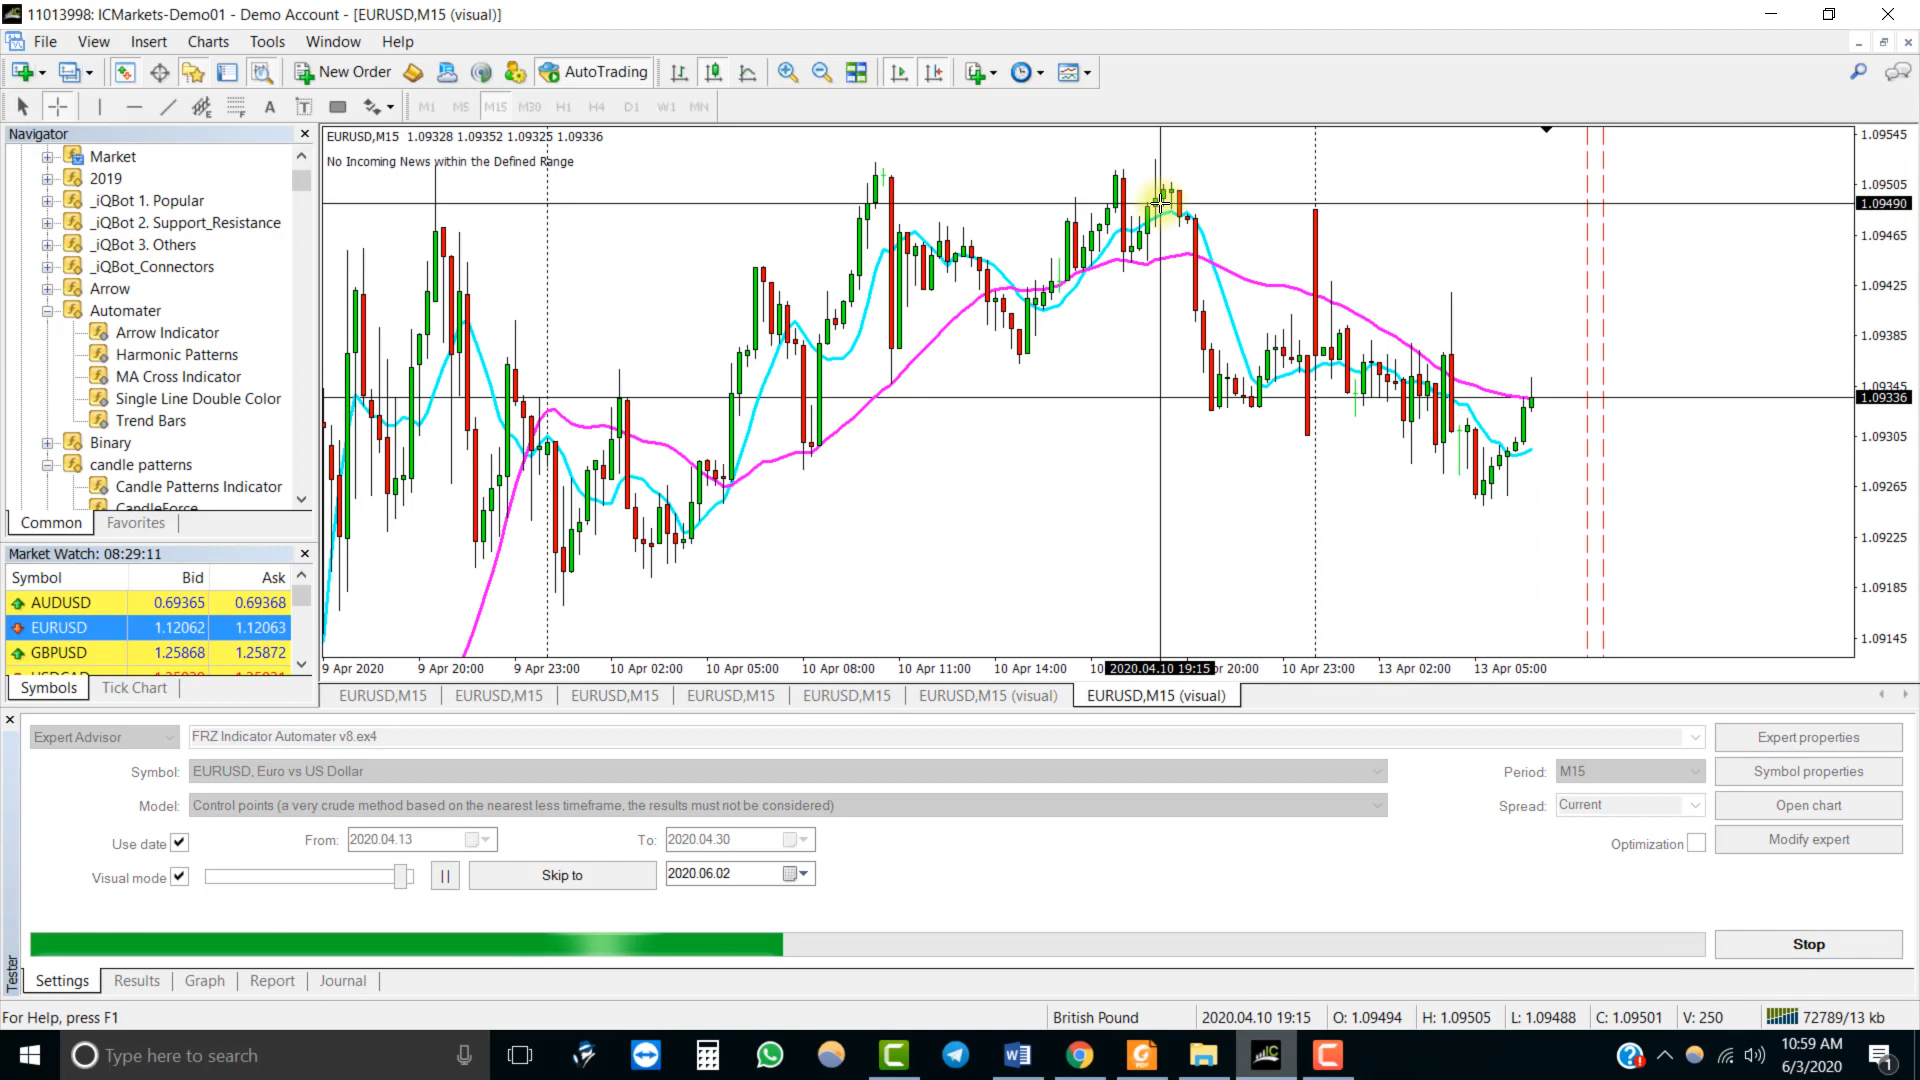 11013998: ICMarkets-Demo01 - Demo Account - [EURUSD,M15 (visual)]
File View Insert Charts Tools Window Help
New Order AutoTrading
A T M1 M5 M15 M30 H1 H4 D1 W1 MN
Navigator
Market
2019
_iQBot 1. Popular
_iQBot 2. Support_Resistance
_iQBot 3. Others
_iQBot_Connectors
Arrow
Automater
Arrow Indicator
Harmonic Patterns
MA Cross Indicator
Single Line Double Color
Trend Bars
Binary
candle patterns
Candle Patterns Indicator
CandleForce
Common Favorites
Market Watch: 08:29:11
Symbol Bid Ask
AUDUSD 0.69365 0.69368
EURUSD 1.12062 1.12063
GBPUSD 1.25868 1.25872
Symbols Tick Chart
EURUSD,M15 1.09328 1.09352 1.09325 1.09336
No Incoming News within the Defined Range
1.09545
1.09505
1.09490
1.09465
1.09425
1.09385
1.09345
1.09336
1.09305
1.09265
1.09225
1.09185
1.09145
9 Apr 2020 9 Apr 20:00 9 Apr 23:00 10 Apr 02:00 10 Apr 05:00 10 Apr 08:00 10 Apr 11:00 10 Apr 14:00 10 2020.04.10 19:15 pr 20:00 10 Apr 23:00 13 Apr 02:00 13 Apr 05:00
EURUSD,M15 EURUSD,M15 EURUSD,M15 EURUSD,M15 EURUSD,M15 EURUSD,M15 (visual) EURUSD,M15 (visual)
Expert Advisor FRZ Indicator Automater v8.ex4 Expert properties
Symbol: EURUSD, Euro vs US Dollar Period: M15 Symbol properties
Model: Control points (a very crude method based on the nearest less timeframe, the results must not be considered) Spread: Current Open chart
Use date From: 2020.04.13 To: 2020.04.30 Optimization Modify expert
Visual mode Skip to 2020.06.02
Stop
Tester
Settings Results Graph Report Journal
For Help, press F1 British Pound 2020.04.10 19:15 O: 1.09494 H: 1.09505 L: 1.09488 C: 1.09501 V: 250 72789/13 kb
Type here to search 10:59 AM
6/3/2020
1